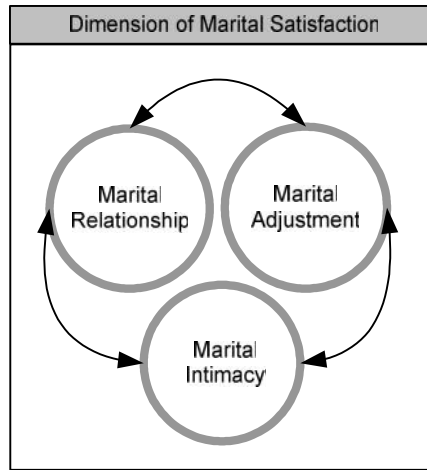 Dimension of Marital Satisfaction
Marital
Relationship
Marital
Adjustment
Marital
Intimacy